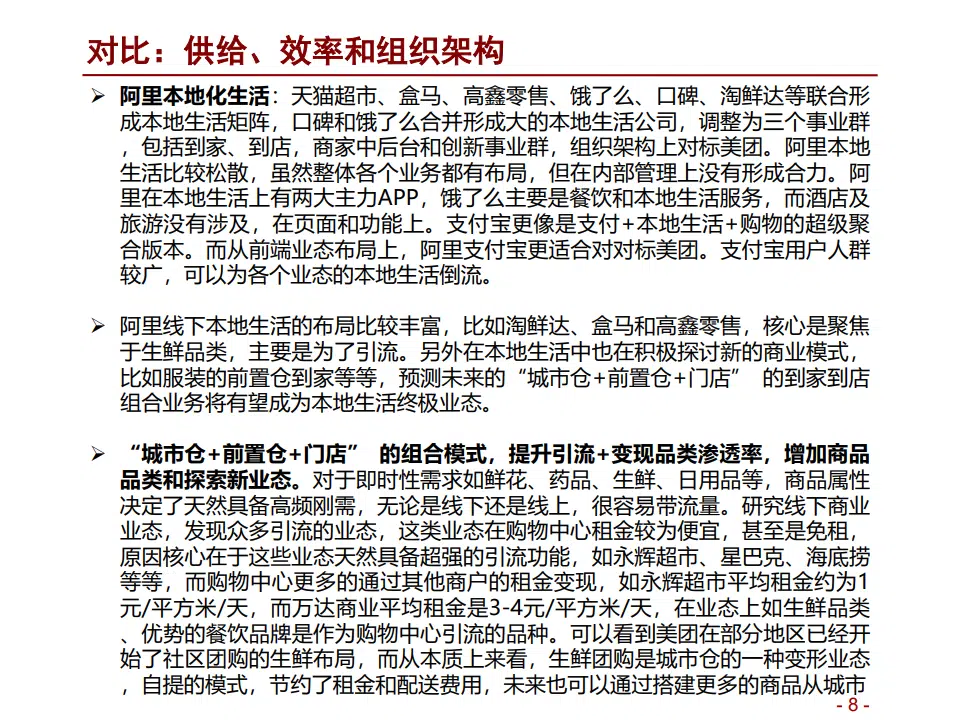 对比：供给、效率和组织架构
➢ 阿里本地化生活：天猫超市、盒马、高鑫零售、饿了么、口碑、淘鲜达等联合形
成本地生活矩阵，口碑和饿了么合并形成大的本地生活公司，调整为三个事业群
，包括到家、到店，商家中后台和创新事业群，组织架构上对标美团。阿里本地
生活比较松散，虽然整体各个业务都有布局，但在内部管理上没有形成合力。阿
里在本地生活上有两大主力APP，饿了么主要是餐饮和本地生活服务，而酒店及
旅游没有涉及，在页面和功能上。支付宝更像是支付+本地生活+购物的超级聚
合版本。而从前端业态布局上，阿里支付宝更适合对对标美团。支付宝用户人群
较广，可以为各个业态的本地生活倒流。
➢ 阿里线下本地生活的布局比较丰富，比如淘鲜达、盒马和高鑫零售，核心是聚焦
于生鲜品类，主要是为了引流。另外在本地生活中也在积极探讨新的商业模式，
比如服装的前置仓到家等等，预测未来的“城市仓+前置仓+门店” 的到家到店
组合业务将有望成为本地生活终极业态。
➢ “城市仓+前置仓+门店” 的组合模式，提升引流+变现品类渗透率，增加商品
品类和探索新业态。对于即时性需求如鲜花、药品、生鲜、日用品等，商品属性
决定了天然具备高频刚需，无论是线下还是线上，很容易带流量。研究线下商业
业态，发现众多引流的业态，这类业态在购物中心租金较为便宜，甚至是免租，
原因核心在于这些业态天然具备超强的引流功能，如永辉超市、星巴克、海底捞
等等，而购物中心更多的通过其他商户的租金变现，如永辉超市平均租金约为1
元/平方米/天，而万达商业平均租金是3-4元/平方米/天，在业态上如生鲜品类
、优势的餐饮品牌是作为购物中心引流的品种。可以看到美团在部分地区已经开
始了社区团购的生鲜布局，而从本质上来看，生鲜团购是城市仓的一种变形业态
，自提的模式，节约了租金和配送费用，未来也可以通过搭建更多的商品从城市
- 8 -